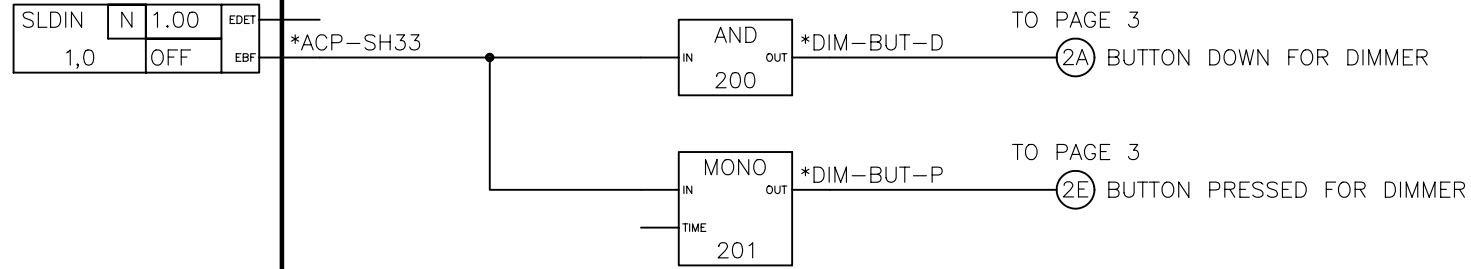 SLDIN N 1.00 EDET
1,0 OFF EBF
*ACP-SH33
AND
IN OUT
200
*DIM-BUT-D
TO PAGE 3
2A BUTTON DOWN FOR DIMMER
MONO
IN OUT
TIME
201
*DIM-BUT-P
TO PAGE 3
2E BUTTON PRESSED FOR DIMMER